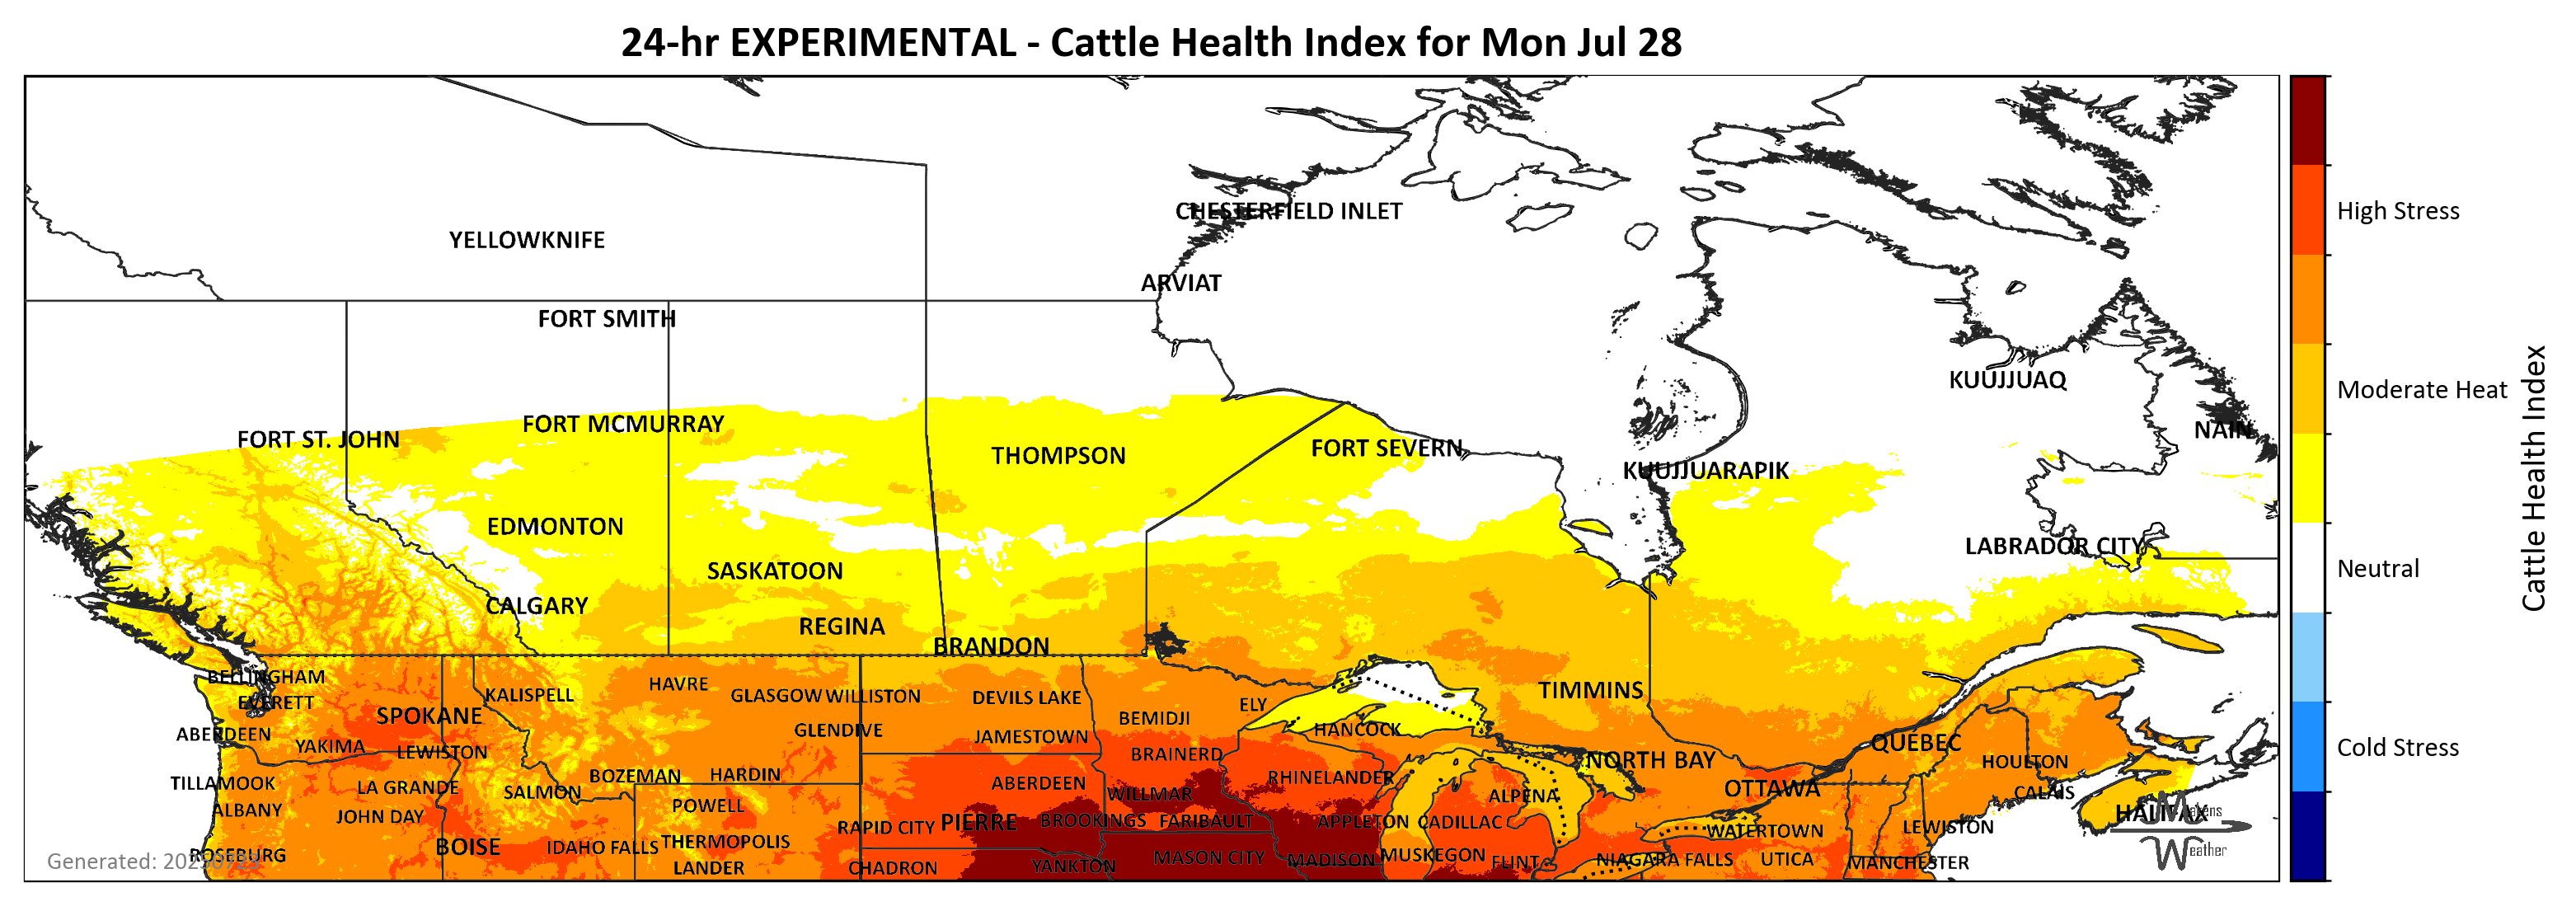 24-hr EXPERIMENTAL - Cattle Health Index for Mon Jul 28
CHESTERFIELD INLET
YELLOWKNIFE
ARVIAT
FORT SMITH
KUUJJUAQ
FORT MCMURRAY
NAIN
FORT ST. JOHN
FORT SEVERN
THOMPSON
KUUJJUARAPIK
EDMONTON
LABRADOR CITY
SASKATOON
CALGARY
REGINA
BRANDON
BELLINGHAM
HAVRE
KALISPELL
GLASGOW
WILLISTON
DEVILS LAKE
TIMMINS
EVERETT
ELY
SPOKANE
BEMIDJI
GLENDIVE
HANCOCK
ABERDEEN
JAMESTOWN
QUEBEC
YAKIMA
LEWISTON
BRAINERD
NORTH BAY
HOULTON
BOZEMAN
HARDIN
RHINELANDER
TILLAMOOK
LA GRANDE
SALMON
ABERDEEN
WILLMAR
ALPENA
OTTAWA
CALAIS
ALBANY
JOHN DAY
POWELL
RAPID CITY
PIERRE
BROOKINGS
FARIBAULT
APPLETON
CADILLAC
WATERTOWN
LEWISTON
HALIFAX
BOISE
IDAHO FALLS
THERMOPOLIS
ROSEBURG
MASON CITY
MADISON
MUSKEGON
FLINT
NIAGARA FALLS
UTICA
MANCHESTER
LANDER
CHADRON
YANKTON
Generated:
Weather
High Stress
Moderate Heat
Neutral
Cold Stress
Cattle Health Index